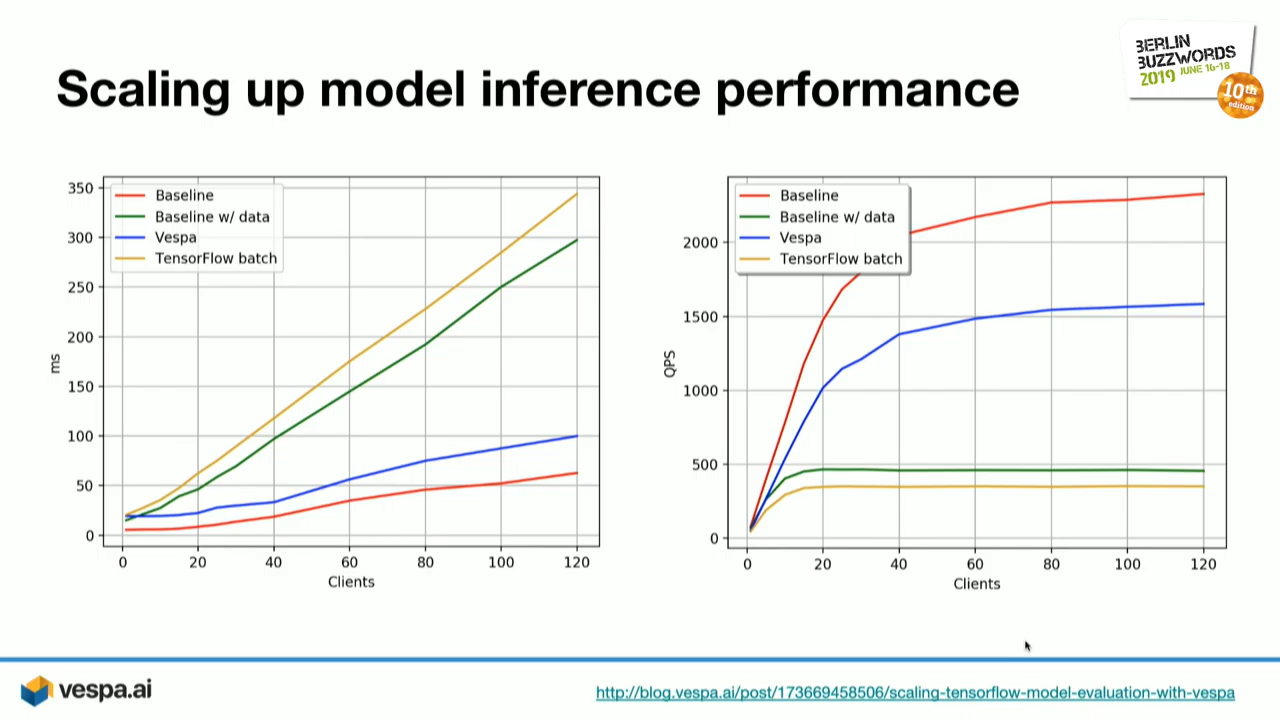 Scaling up model inference performance
BERLIN
BUZZWORDS
2019 JUNE 16-18
10th
edition
350
300
250
200
150
100
50
0
ms
0 20 40 60 80 100 120
Clients
Baseline
Baseline w/ data
Vespa
TensorFlow batch
2000
1500
1000
500
0
QPS
0 20 40 60 80 100 120
Clients
Baseline
Baseline w/ data
Vespa
TensorFlow batch
vespa.ai
http://blog.vespa.ai/post/173669458506/scaling-tensorflow-model-evaluation-with-vespa